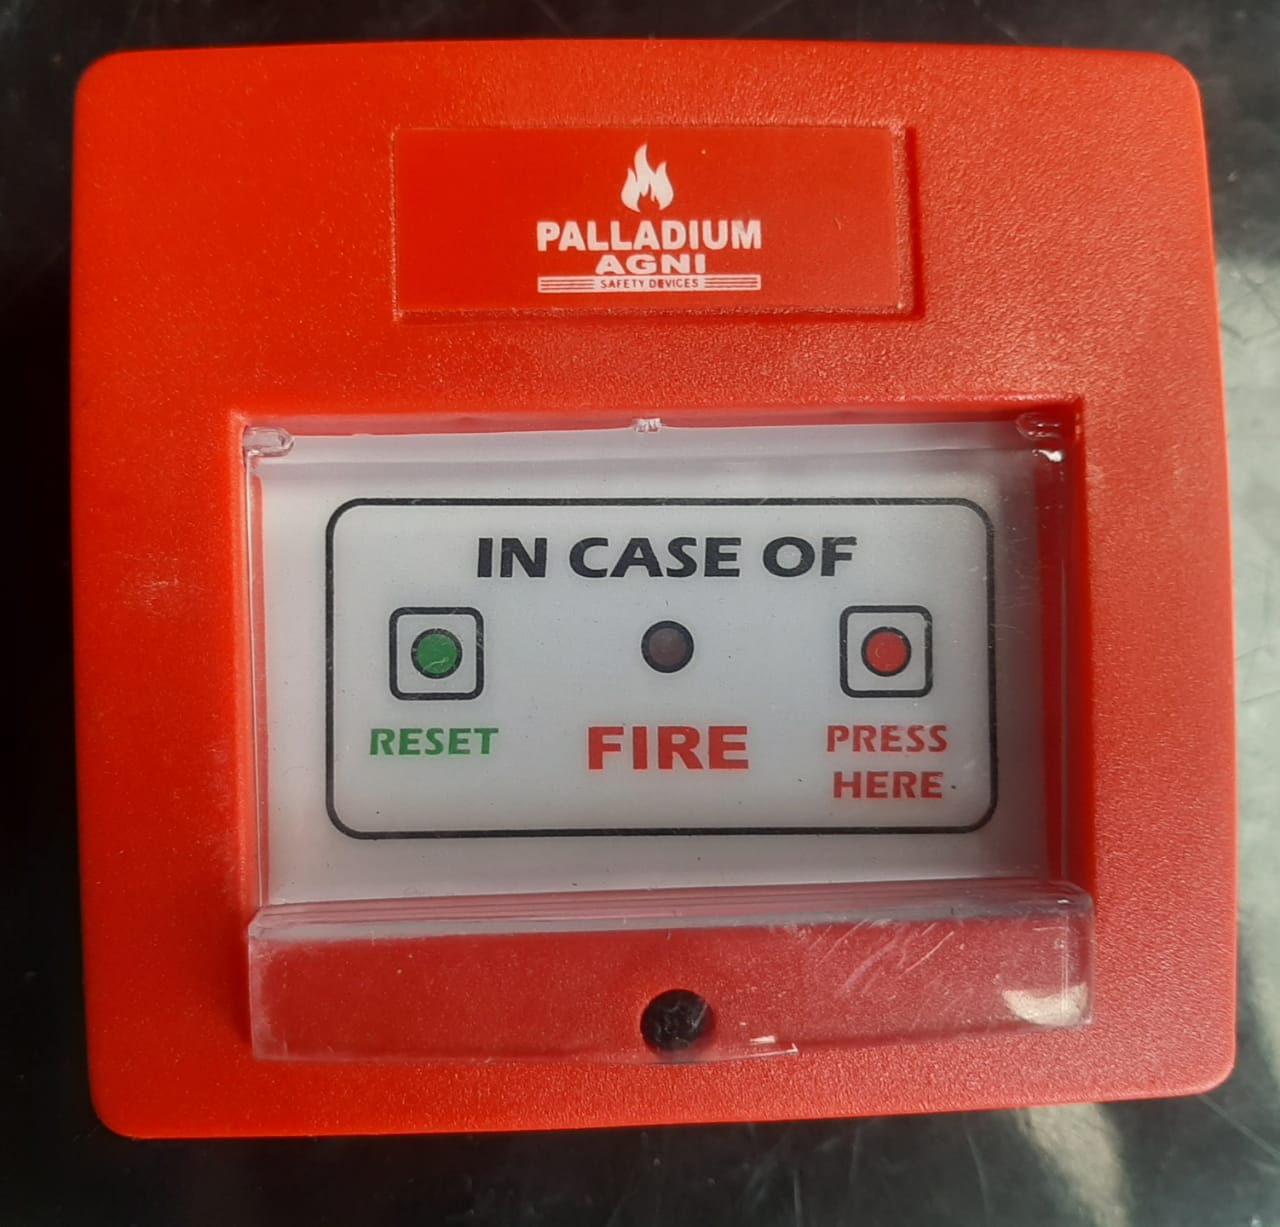 PALLADIUM
AGNI
SAFETY DEVICES
IN CASE OF
RESET
FIRE
PRESS
HERE